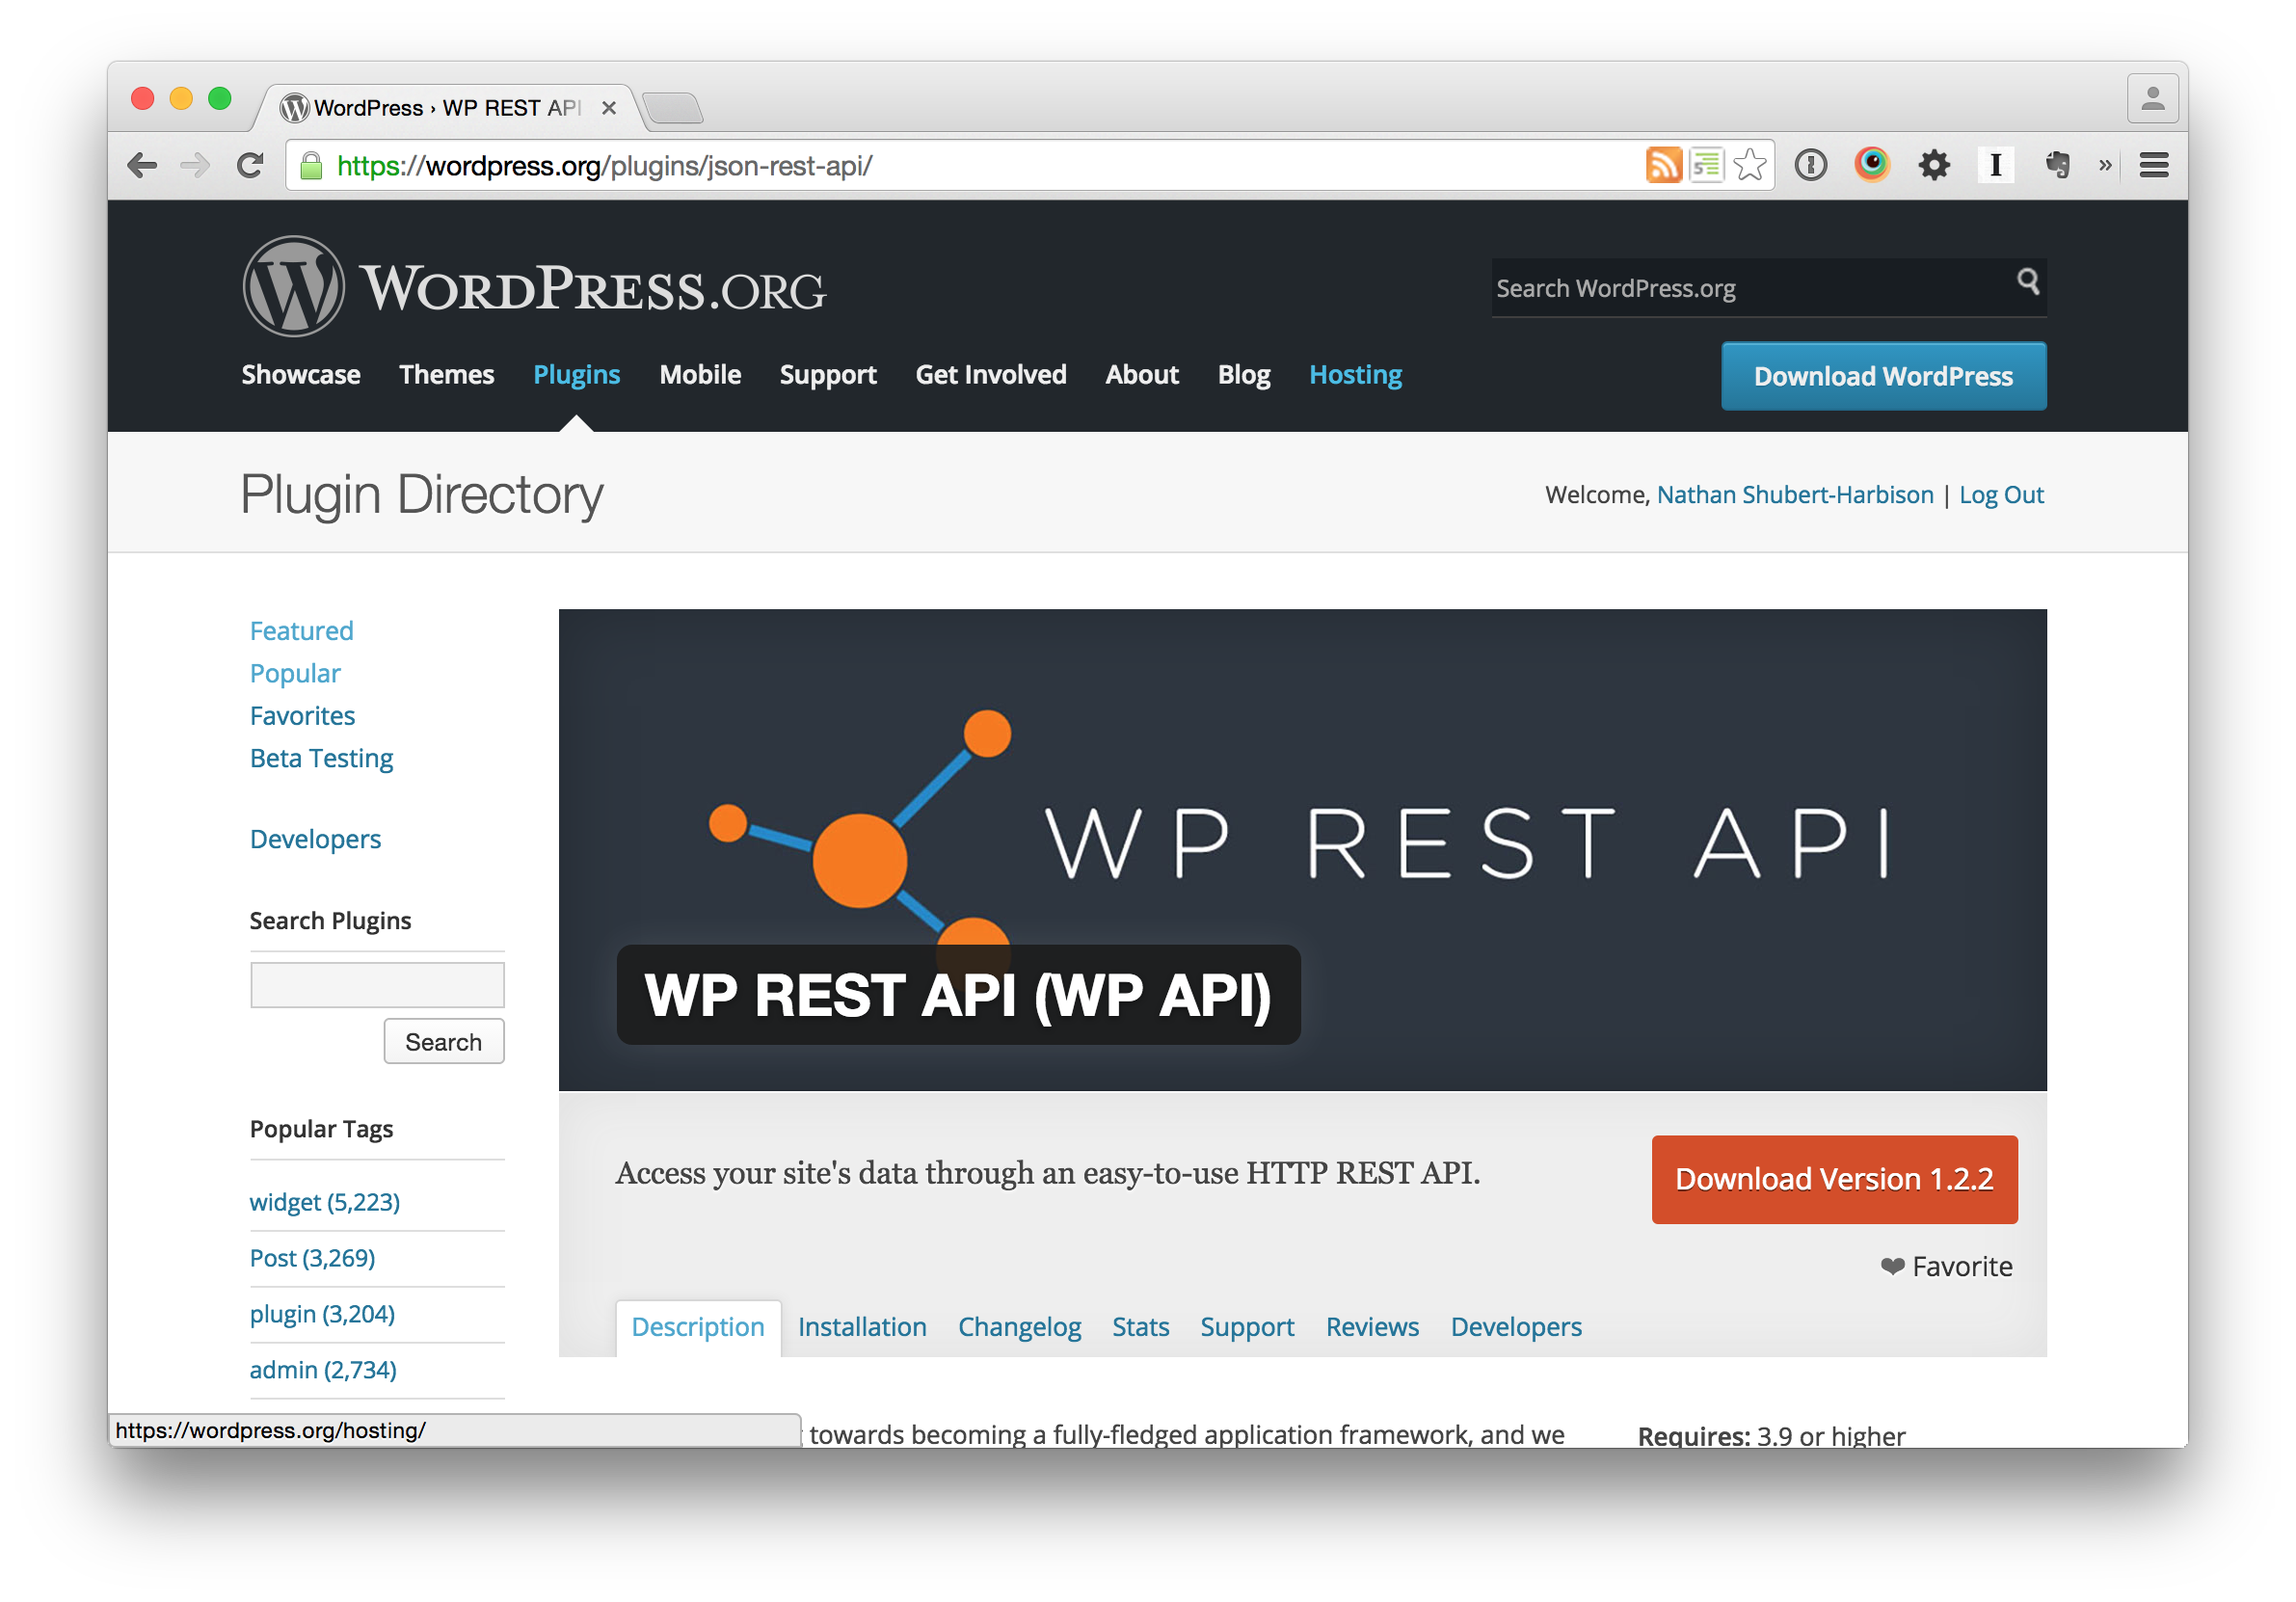 WordPress › WP REST API
https://wordpress.org/plugins/json-rest-api/
WORDPRESS.ORG
Search WordPress.org
Showcase Themes Plugins Mobile Support Get Involved About Blog Hosting
Download WordPress
Plugin Directory
Welcome, Nathan Shubert-Harbison | Log Out
Featured
Popular
Favorites
Beta Testing
Developers
Search Plugins
Search
Popular Tags
widget (5,223)
Post (3,269)
plugin (3,204)
admin (2,734)
WP REST API
WP REST API (WP API)
Access your site's data through an easy-to-use HTTP REST API.
Download Version 1.2.2
Favorite
Description Installation Changelog Stats Support Reviews Developers
towards becoming a fully-fledged application framework, and we
Requires: 3.9 or higher
https://wordpress.org/hosting/